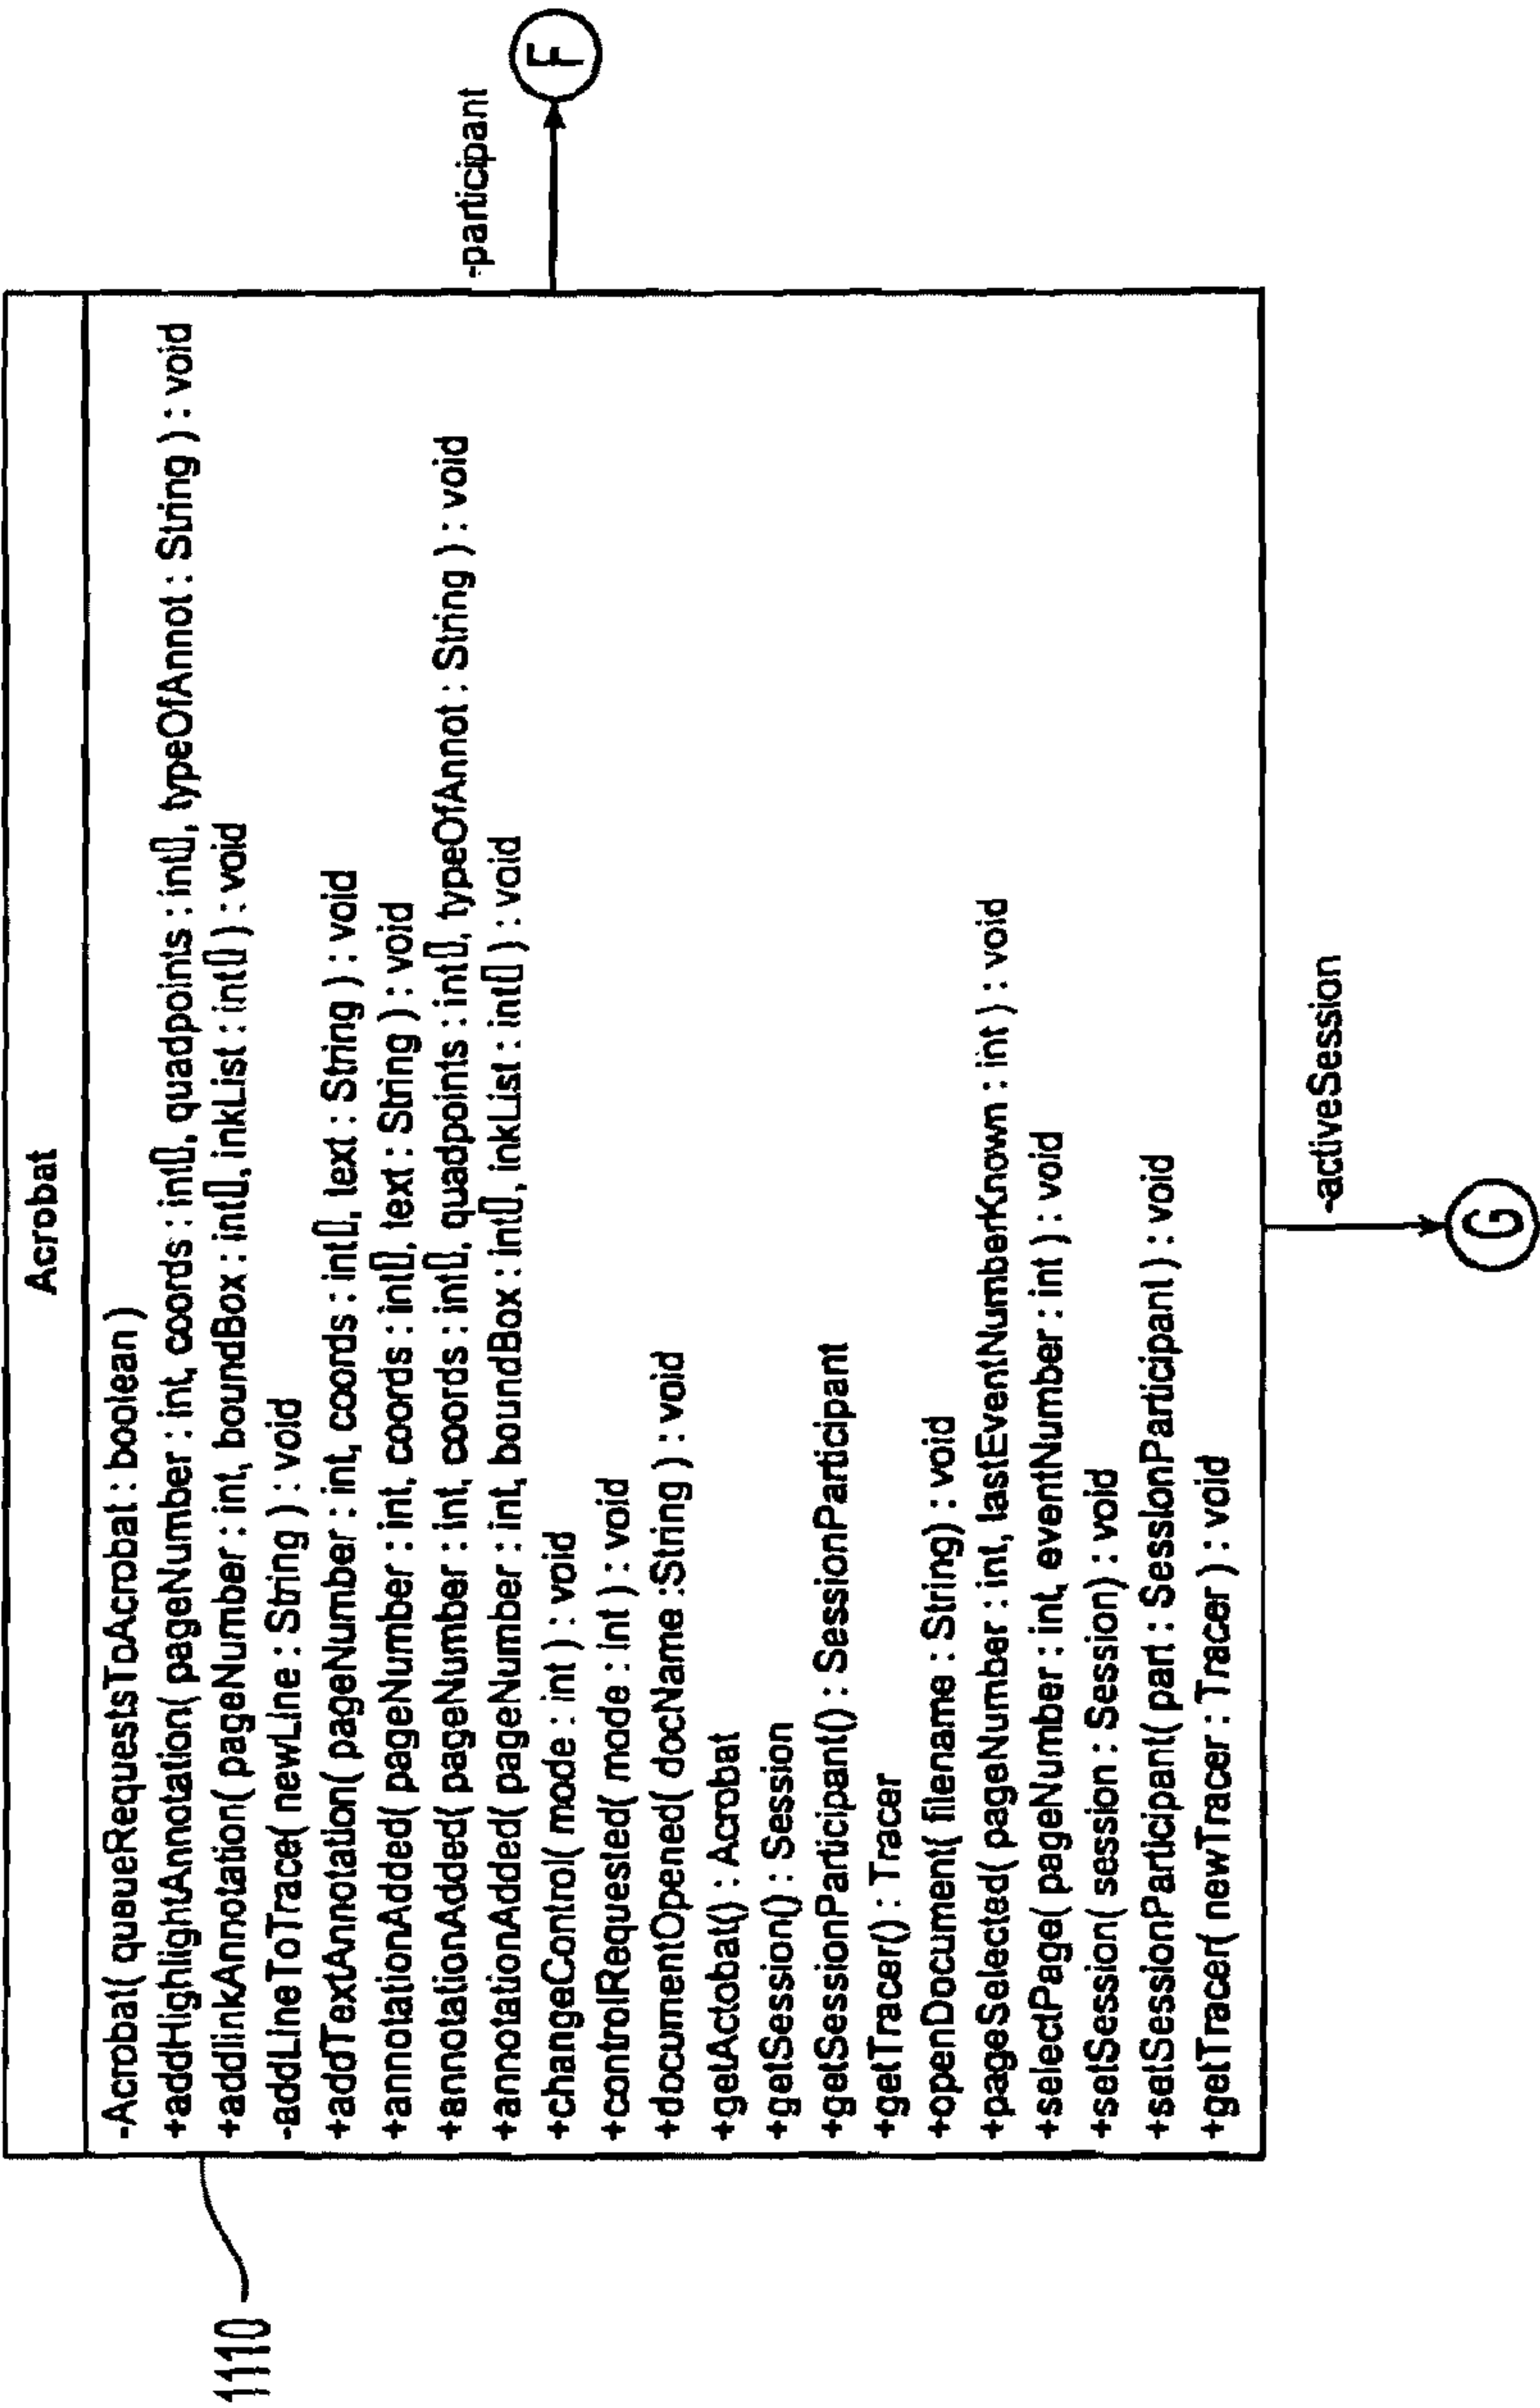 Acrobat
-Acrobat( queueRequestsToAcrobat : boolean )
+addHighlightAnnotation( pageNumber : int, coords : int[], quadpoints : int[], typeOfAnnot : String ) : void
+addInkAnnotation( pageNumber : int, boundBox : int[], inkList : int[] ) : void
-addLineToTrace( newLine : String ) : void
+addTextAnnotation( pageNumber : int, coords : int[], text : String ) : void
+annotationAdded( pageNumber : int, coords : int[], text : String ) : void
+annotationAdded( pageNumber : int, coords : int[], quadpoints : int[], typeOfAnnot : String ) : void
+annotationAdded( pageNumber : int, boundBox : int[], inkList : int[] ) : void
+changeControl( mode : int ) : void
+controlRequested( mode : int ) : void
+documentOpened( docName :String ) : void
+getActobat() : Acrobat
+getSession() : Session
+getSessionParticipant() : SessionParticipant
+getTracer() : Tracer
+openDocument( filename : String) : void
+pageSelected( pageNumber : int, lastEventNumberKnown : int ) : void
+selectPage( pageNumber : int, eventNumber : int ) : void
+setSession( session : Session) : void
+setSessionParticipant( part : SessionParticipant ) : void
+getTracer( newTracer : Tracer ) : void
-participant
F
-activeSession
G
1110